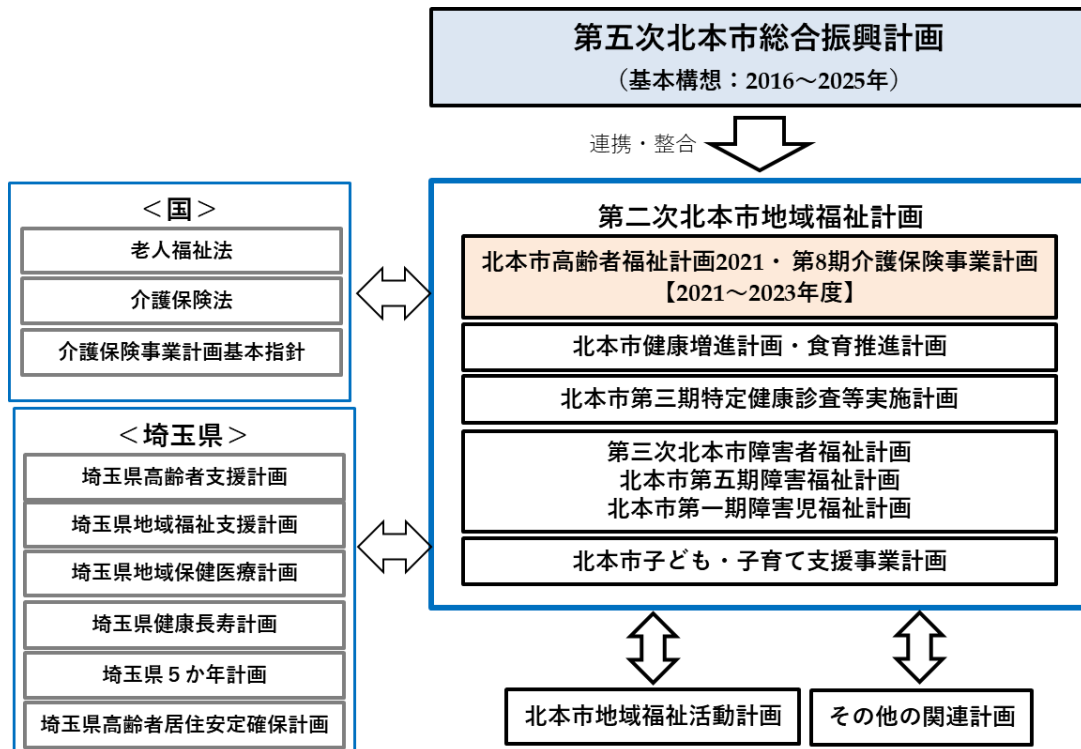 第五次北本市総合振興計画
（基本構想：2016～2025年）
連携・整合
＜国＞
老人福祉法
介護保険法
介護保険事業計画基本指針
＜埼玉県＞
埼玉県高齢者支援計画
埼玉県地域福祉支援計画
埼玉県地域保健医療計画
埼玉県健康長寿計画
埼玉県５か年計画
埼玉県高齢者居住安定確保計画
第二次北本市地域福祉計画
北本市高齢者福祉計画2021・ 第8期介護保険事業計画
【2021～2023年度】
北本市健康増進計画・食育推進計画
北本市第三期特定健康診査等実施計画
第三次北本市障害者福祉計画
北本市第五期障害福祉計画
北本市第一期障害児福祉計画
北本市子ども・子育て支援事業計画
北本市地域福祉活動計画
その他の関連計画